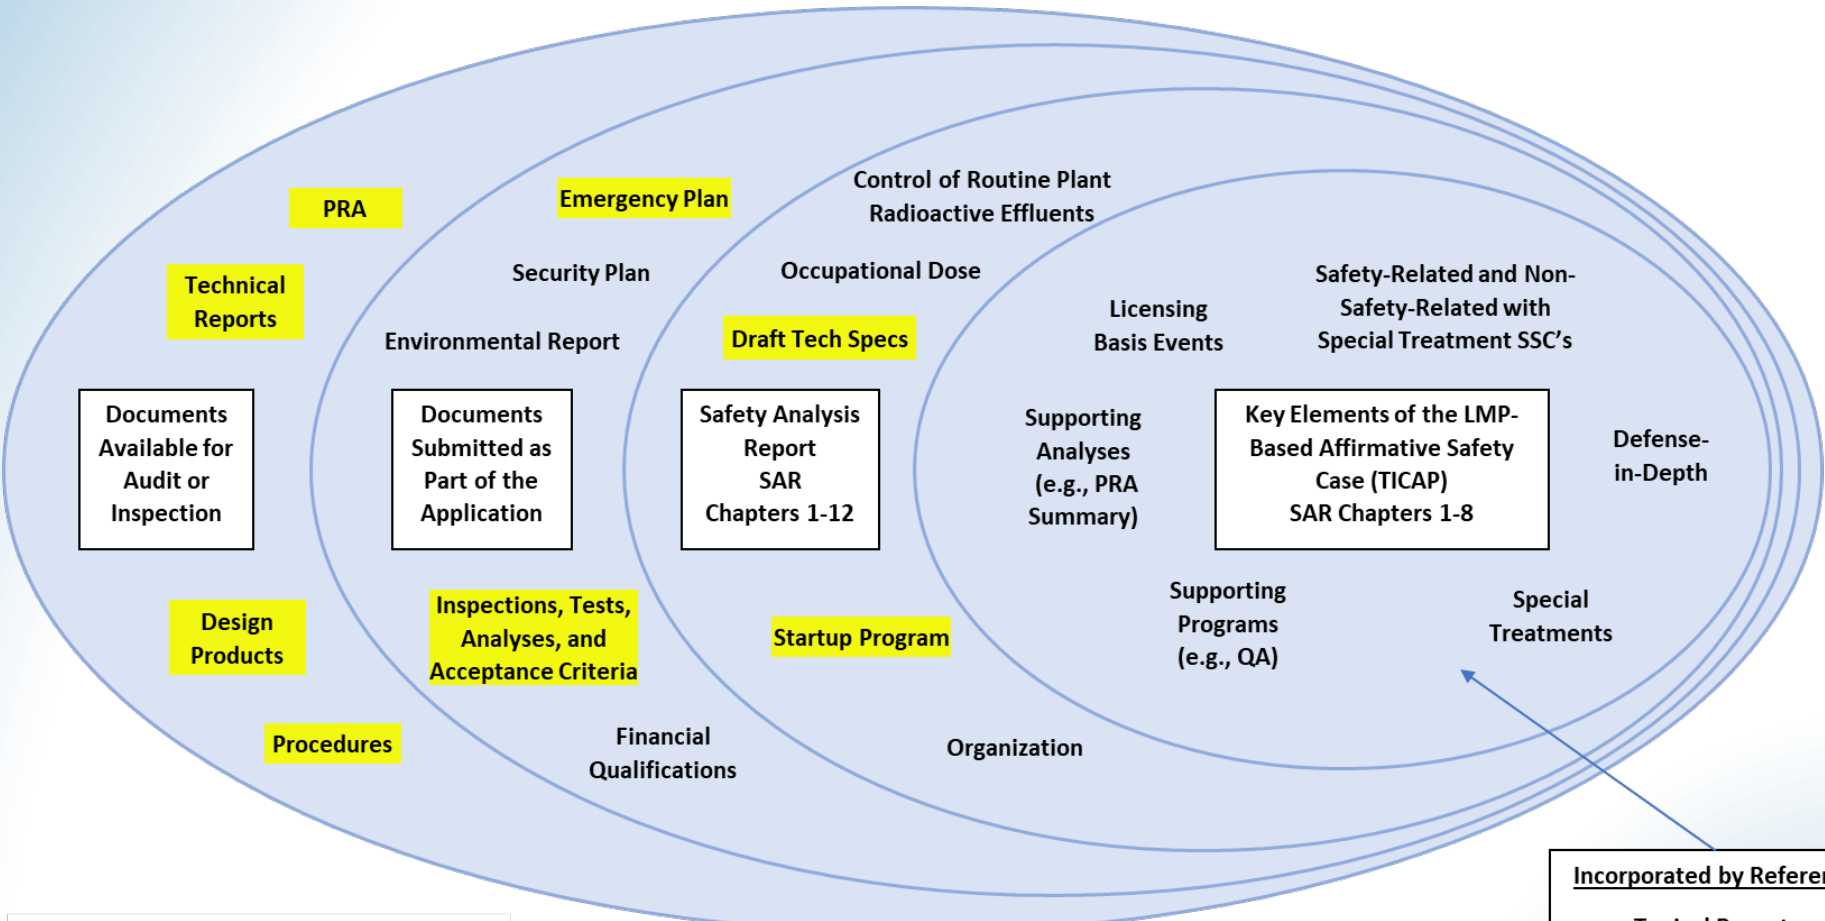 PRA
Technical
Reports
Documents
Available for
Audit or
Inspection
Design
Products
Procedures
Emergency Plan
Security Plan
Environmental Report
Documents
Submitted as
Part of the
Application
Inspections, Tests,
Analyses, and
Acceptance Criteria
Financial
Qualifications
Control of Routine Plant
Radioactive Effluents
Occupational Dose
Draft Tech Specs
Safety Analysis
Report
SAR
Chapters 1-12
Startup Program
Organization
Licensing
Basis Events
Safety-Related and Non-
Safety-Related with
Special Treatment SSC's
Supporting
Analyses
(e.g., PRA
Summary)
Key Elements of the LMP-
Based Affirmative Safety
Case (TICAP)
SAR Chapters 1-8
Defense-
in-Depth
Supporting
Programs
(e.g., QA)
Special
Treatments
Incorporated by